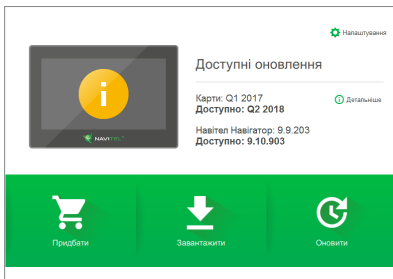 Налаштування
Доступні оновлення
Карти: Q1 2017
Детальніше
Доступно: Q2 2018
Навітел Навігатор: 9.9.203
Доступно: 9.10.903
NAVITEL
Придбати
Завантажити
Оновити